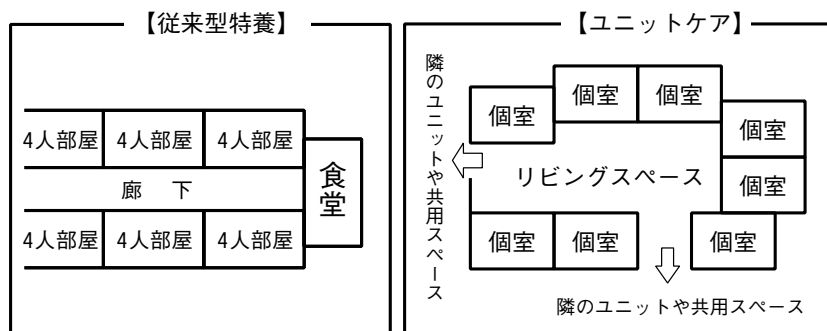 【従来型特養】
4人部屋 4人部屋 4人部屋
廊 下
食堂
4人部屋 4人部屋 4人部屋
【ユニットケア】
隣のユニットや共用スペース
個室 個室 個室
個室
個室
リビングスペース
個室 個室 個室
隣のユニットや共用スペース